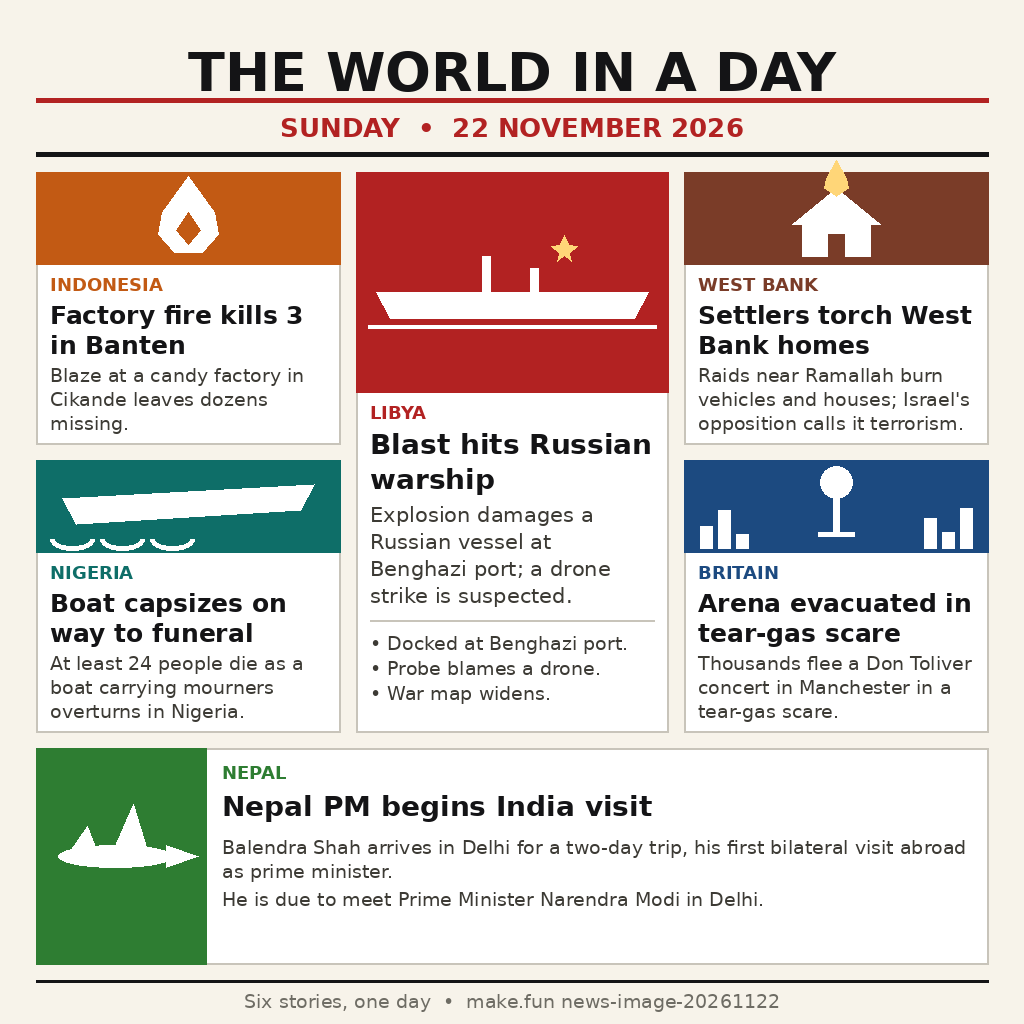 THE WORLD IN A DAY
SUNDAY • 22 NOVEMBER 2026
INDONESIA
Factory fire kills 3
in Banten
Blaze at a candy factory in
Cikande leaves dozens
missing.
NIGERIA
Boat capsizes on
way to funeral
At least 24 people die as a
boat carrying mourners
overturns in Nigeria.
LIBYA
Blast hits Russian
warship
Explosion damages a
Russian vessel at
Benghazi port; a drone
strike is suspected.
• Docked at Benghazi port.
• Probe blames a drone.
• War map widens.
WEST BANK
Settlers torch West
Bank homes
Raids near Ramallah burn
vehicles and houses; Israel's
opposition calls it terrorism.
BRITAIN
Arena evacuated in
tear-gas scare
Thousands flee a Don Toliver
concert in Manchester in a
tear-gas scare.
NEPAL
Nepal PM begins India visit
Balendra Shah arrives in Delhi for a two-day trip, his first bilateral visit abroad
as prime minister.
He is due to meet Prime Minister Narendra Modi in Delhi.
Six stories, one day • make.fun news-image-20261122